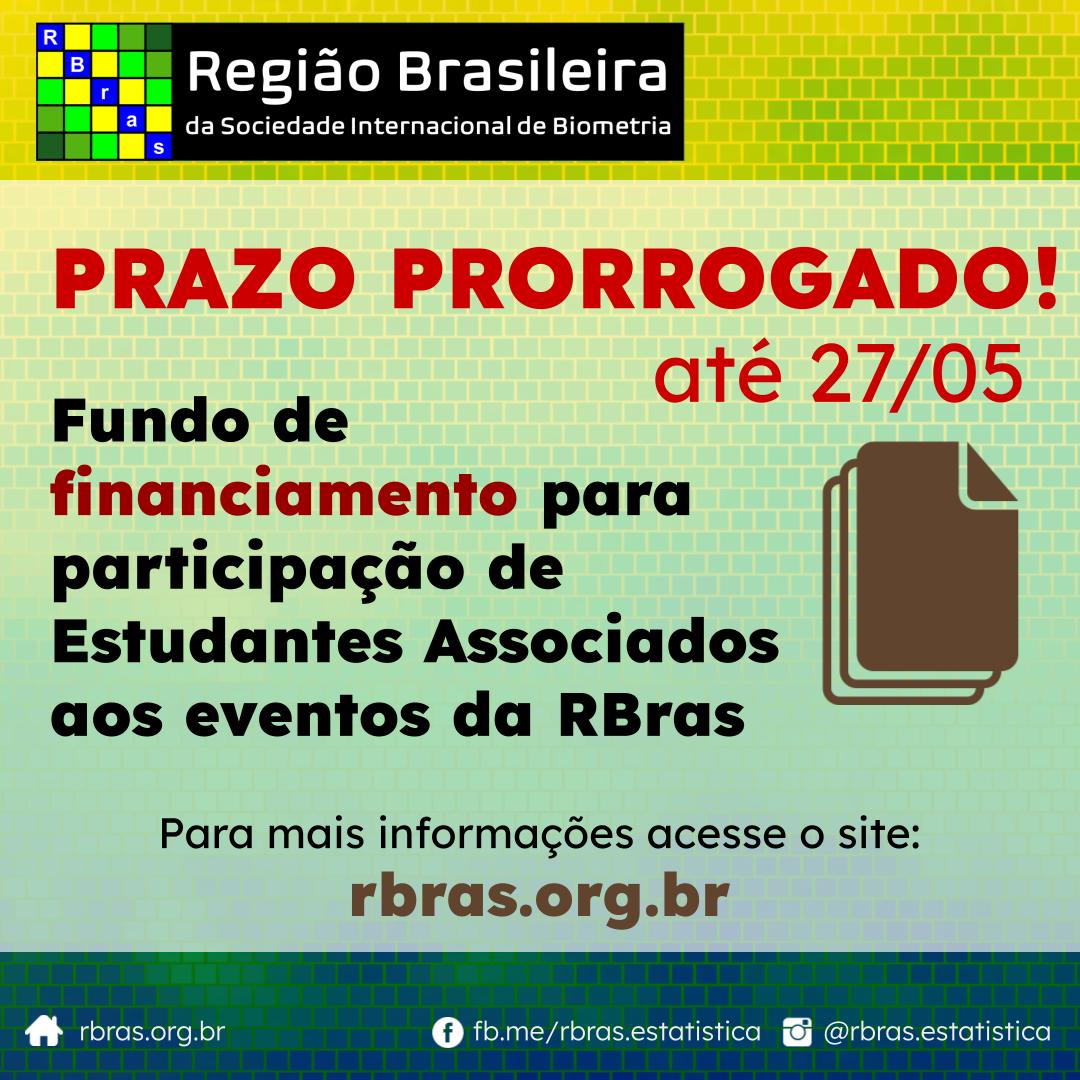 R
B
r
a
s
Região Brasileira
da Sociedade Internacional de Biometria
PRAZO PRORROGADO!
até 27/05
Fundo de
financiamento para
participação de
Estudantes Associados
aos eventos da RBras
Para mais informações acesse o site:
rbras.org.br
rbras.org.br
fb.me/rbras.estatistica
@rbras.estatistica